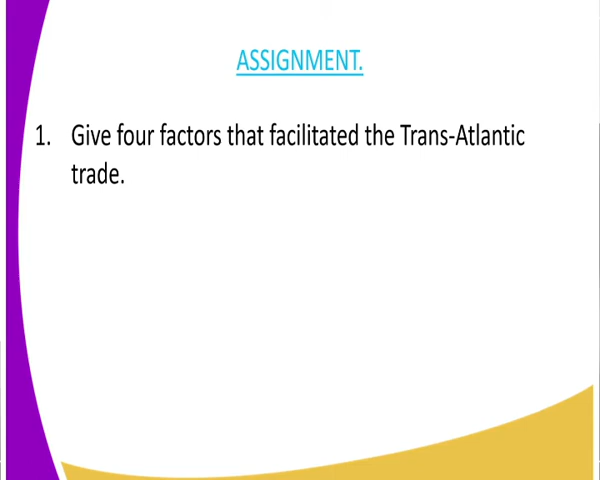 ASSIGNMENT.
1. Give four factors that facilitated the Trans-Atlantic
trade.